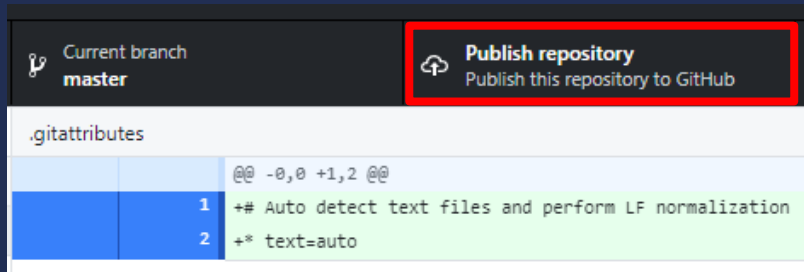 Current branch
master
Publish repository
Publish this repository to GitHub
.gitattributes
@@ -0,0 +1,2 @@
1 +# Auto detect text files and perform LF normalization
2 +* text=auto